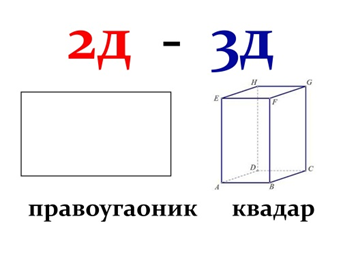 2д - 3д
H G
E F
D C
A B
правоугаоник квадар